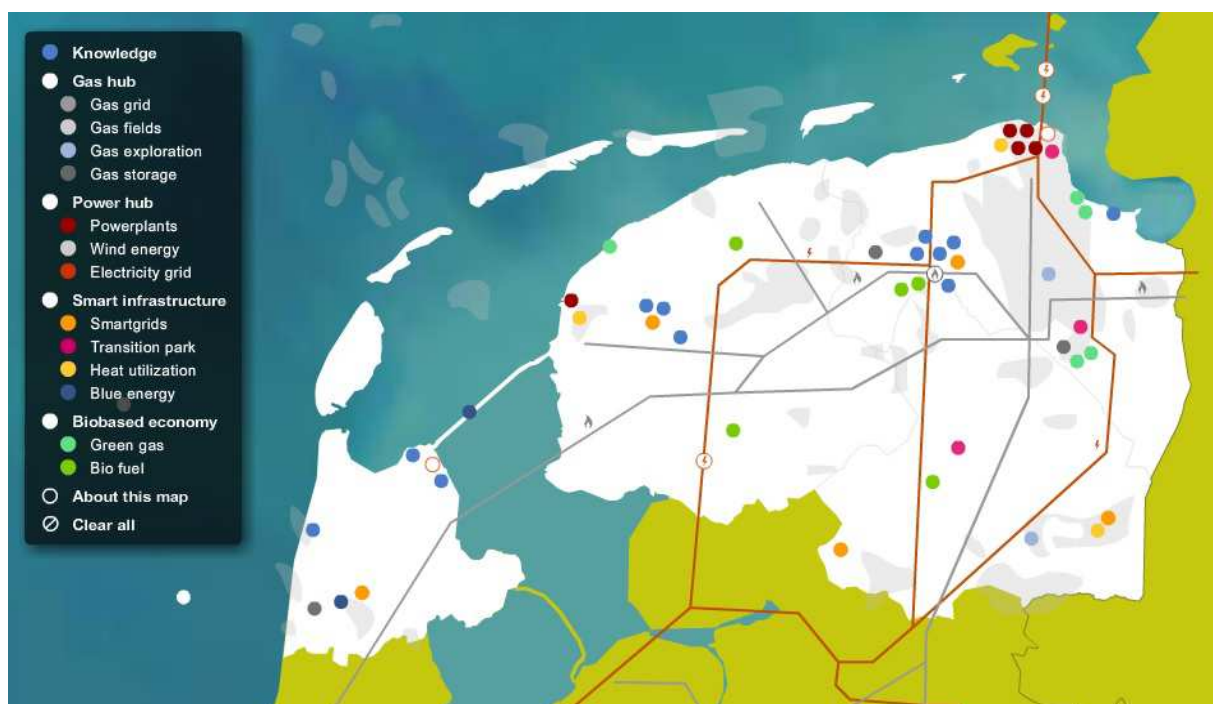 Knowledge
Gas hub
Gas grid
Gas fields
Gas exploration
Gas storage
Power hub
Powerplants
Wind energy
Electricity grid
Smart infrastructure
Smartgrids
Transition park
Heat utilization
Blue energy
Biobased economy
Green gas
Bio fuel
About this map
Clear all